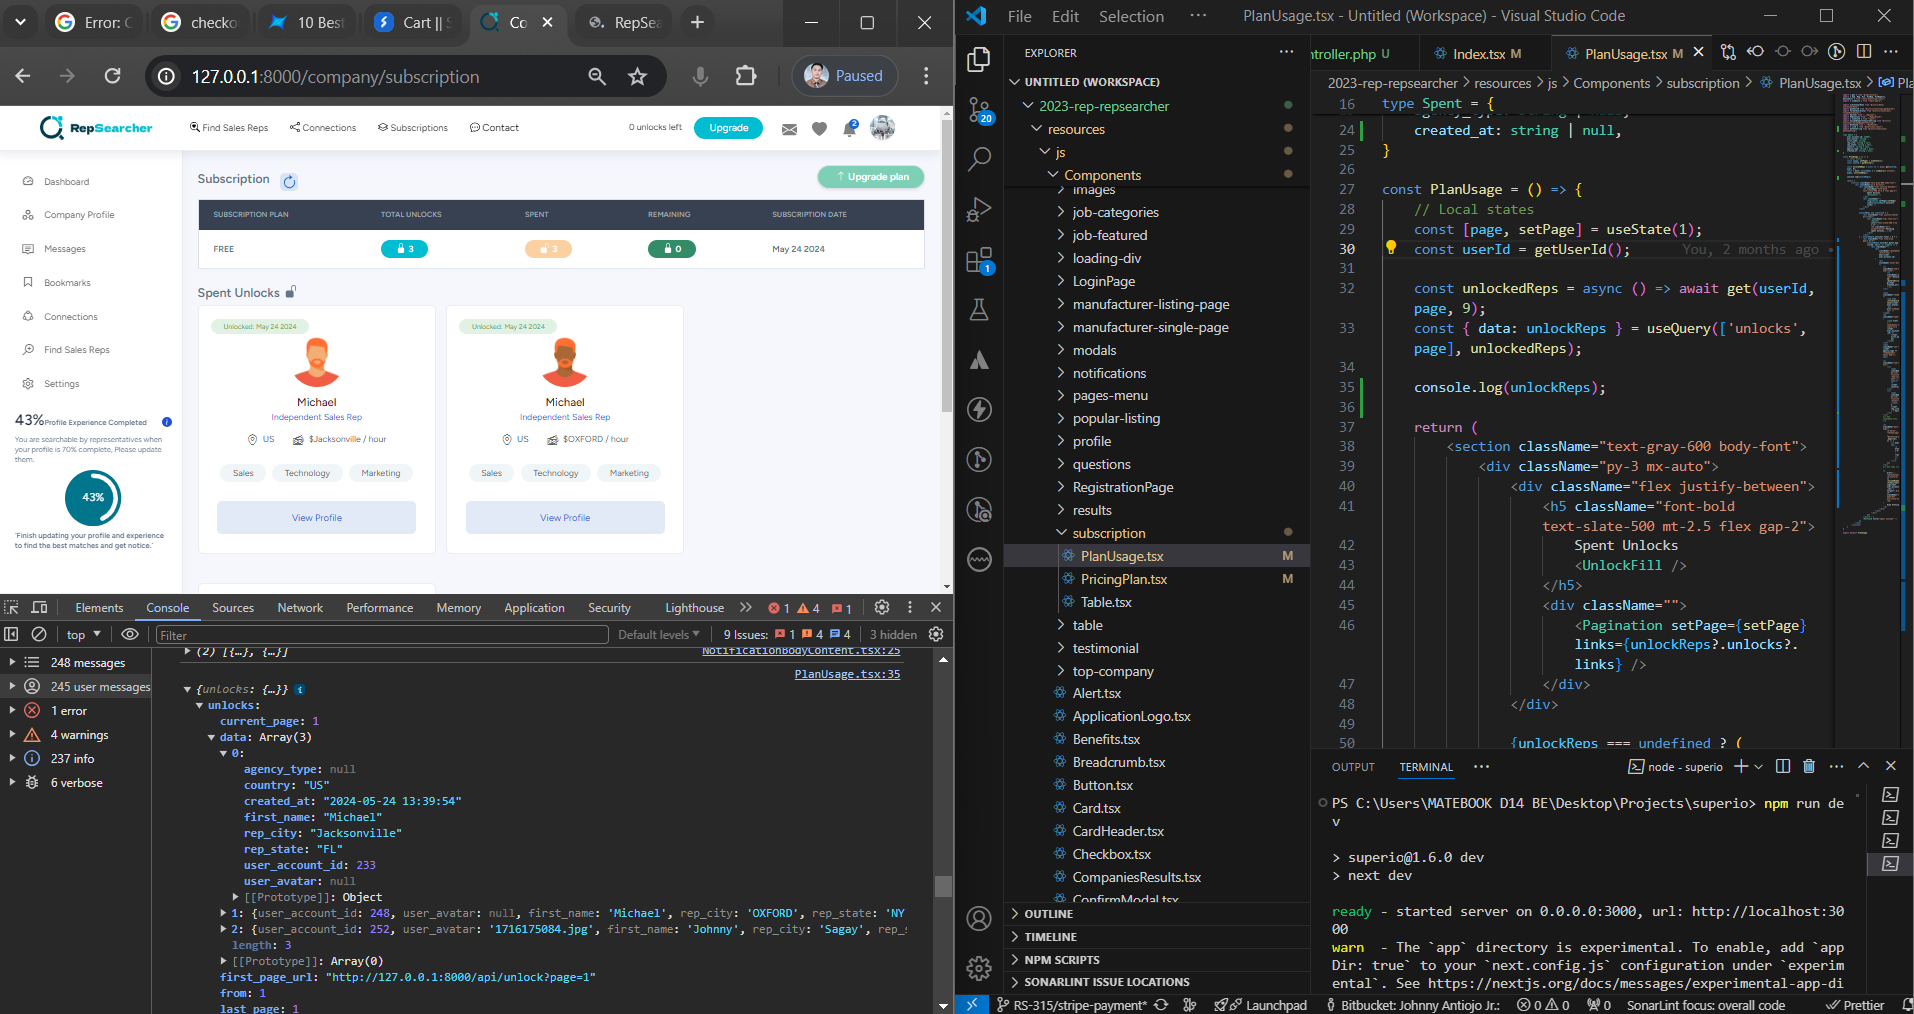 Error: C
checko
10 Bes
Cart ||
Co
RepSea
127.0.0.1:8000/company/subscription
Paused
RepSearcher
Find Sales Reps
Connections
Subscriptions
Contact
0 unlocks left
Upgrade
2
Dashboard
Company Profile
Messages
Bookmarks
Connections
Find Sales Reps
Settings
43% Profile Experience Completed
You are searchable by representatives when
your profile is 70% complete, Please update
them.
43%
'Finish updating your profile and experience
to find the best matches and get notice.'
Subscription
Upgrade plan
SUBSCRIPTION PLAN TOTAL UNLOCKS SPENT REMAINING SUBSCRIPTION DATE
FREE 3 3 0 May 24 2024
Spent Unlocks
Unlocked: May 24 2024
Michael
Independent Sales Rep
US $Jacksonville / hour
Sales Technology Marketing
View Profile
Unlocked: May 24 2024
Michael
Independent Sales Rep
US $OXFORD / hour
Sales Technology Marketing
View Profile
Elements Console Sources Network Performance Memory Application Security Lighthouse 1 4 1
top Filter Default levels 9 Issues: 1 4 4 3 hidden
248 messages
245 user messages
1 error
4 warnings
237 info
6 verbose
(2) [{…}, {…}] NotificationBodyContent.tsx:25
PlanUsage.tsx:35
{unlocks: {…}}
unlocks:
current_page: 1
data: Array(3)
0:
agency_type: null
country: "US"
created_at: "2024-05-24 13:39:54"
first_name: "Michael"
rep_city: "Jacksonville"
rep_state: "FL"
user_account_id: 233
user_avatar: null
[[Prototype]]: Object
1: {user_account_id: 248, user_avatar: null, first_name: 'Michael', rep_city: 'OXFORD', rep_state: 'NY
2: {user_account_id: 252, user_avatar: '1716175084.jpg', first_name: 'Johnny', rep_city: 'Sagay', rep_s
length: 3
[[Prototype]]: Array(0)
first_page_url: "http://127.0.0.1:8000/api/unlock?page=1"
from: 1
last_page: 1
File Edit Selection ··· PlanUsage.tsx - Untitled (Workspace) - Visual Studio Code
20
1
EXPLORER
UNTITLED (WORKSPACE)
2023-rep-repsearcher
resources
js
Components
images
job-categories
job-featured
loading-div
LoginPage
manufacturer-listing-page
manufacturer-single-page
modals
notifications
pages-menu
popular-listing
profile
questions
RegistrationPage
results
subscription
PlanUsage.tsx M
PricingPlan.tsx M
Table.tsx
table
testimonial
top-company
Alert.tsx
ApplicationLogo.tsx
Benefits.tsx
Breadcrumb.tsx
Button.tsx
Card.tsx
CardHeader.tsx
Checkbox.tsx
CompaniesResults.tsx
ConfirmModal.tsx
OUTLINE
TIMELINE
NPM SCRIPTS
SONARLINT ISSUE LOCATIONS
ntroller.php U Index.tsx M PlanUsage.tsx M
2023-rep-repsearcher > resources > js > Components > subscription > PlanUsage.tsx > Pl
16 type Spent = {
24 created_at: string | null,
25 }
26
27 const PlanUsage = () => {
28 // Local states
29 const [page, setPage] = useState(1);
30 const userId = getUserId(); You, 2 months ago •
31
32 const unlockedReps = async () => await get(userId,
page, 9);
33 const { data: unlockReps } = useQuery(['unlocks',
page], unlockedReps);
34
35 console.log(unlockReps);
36
37 return (
38 <section className="text-gray-600 body-font">
39 <div className="py-3 mx-auto">
40 <div className="flex justify-between">
41 <h5 className="font-bold
text-slate-500 mt-2.5 flex gap-2">
42 Spent Unlocks
43 <UnlockFill />
44 </h5>
45 <div className="">
46 <Pagination setPage={setPage}
links={unlockReps?.unlocks?.
links} />
47 </div>
48 </div>
49
50 {unlockReps === undefined ? (
OUTPUT TERMINAL ··· node - superio
PS C:\Users\MATEBOOK D14 BE\Desktop\Projects\superio> npm run de
v
> superio@1.6.0 dev
> next dev
ready - started server on 0.0.0.0:3000, url: http://localhost:30
00
warn - The `app` directory is experimental. To enable, add `app
Dir: true` to your `next.config.js` configuration under `experim
ental`. See https://nextjs.org/docs/messages/experimental-app-di
RS-315/stripe-payment* Launchpad Bitbucket: Johnny Antiojo Jr.: 0 0 0 SonarLint focus: overall code Prettier